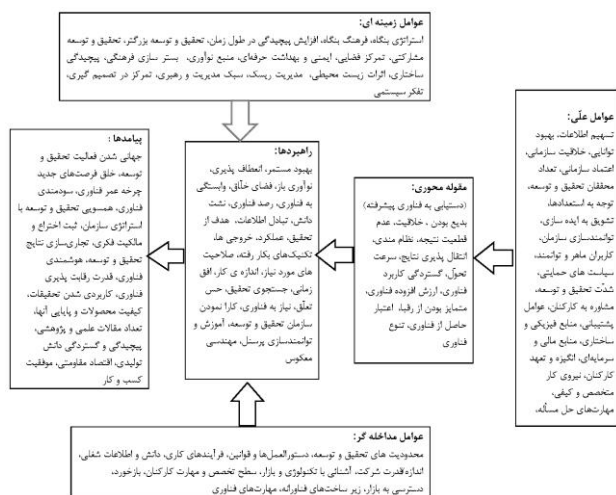 عوامل زمینه ای:
استراتژی بنگاه، فرهنگ بنگاه، افزایش پیچیدگی در طول زمان، تحقیق و توسعه بزرگتر، تحقیق و توسعه
مشارکتی، تمرکز فضایی، ایمنی و بهداشت حرفه‌ای، منبع نوآوری، بستر سازی فرهنگی، پیچیدگی
ساختاری، اثرات زیست محیطی، مدیریت ریسک، سبک مدیریت و رهبری، تمرکز در تصمیم گیری،
تفکر سیستمی
عوامل علّی:
تسهیم اطلاعات، بهبود
توانایی، خلاقیت سازمانی،
اعتماد سازمانی، تعداد
محققان تحقیق و توسعه،
توجه به استعدادها،
تشویق به ایده سازی،
توانمندسازی سازمان،
کاربران ماهر و توانمند،
سیاست های حمایتی،
شدّت تحقیق و توسعه،
مشاوره به کارکنان، عوامل
پشتیبانی، منابع فیزیکی و
ساختاری، منابع مالی و
سرمایه‌ای، انگیزه و تعهد
کارکنان، نیروی کار
متخصص و کیفی،
مهارت‌های حل مسأله،
مقوله محوری:
(دستیابی به فناوری پیشرفته)
بدیع بودن، خلاقیت، عدم
قطعیت نتیجه، نظام مندی،
انتقال پذیری نتایج، سرعت
تحوّل، گستردگی کاربرد
فناوری، ارزش افزوده فناوری،
متمایز بودن از رقبا، اعتبار
حاصل از فناوری، تنوع
فناوری
راهبردها:
بهبود مستمر، انعطاف پذیری،
نوآوری باز، فضای خلّاق، وابستگی
به فناوری، رصد فناوری، نشت
دانش، تبادل اطلاعات، هدف از
تحقیق، عملکرد، خروجی ها،
تکنیک‌های بکار رفته، صلاحیت
های مورد نیاز، اندازه ی کار، افق
زمانی، جستجوی تحقیق، حس
تعلّق، نیاز به فناوری، کارا نمودن
سازمان تحقیق و توسعه، آموزش و
توانمندسازی پرسنل، مهندسی
معکوس
پیامدها:
جهانی شدن فعالیت تحقیق و
توسعه، خلق فرصت‌های جدید
چرخه عمر فناوری، سودمندی
فناوری، همسویی تحقیق و توسعه با
استراتژی سازمان، ثبت اختراع و
مالکیت فکری، تجاری‌سازی نتایج
تحقیق و توسعه، هوشمندی
فناوری، قدرت رقابت پذیری
فناوری، کاربردی شدن تحقیقات،
کیفیت محصولات و پایایی آنها،
تعداد مقالات علمی و پژوهشی،
پیچیدگی و گستردگی دانش
تولیدی، اقتصاد مقاومتی، موفقیت
کسب و کار
عوامل مداخله گر:
محدودیت های تحقیق و توسعه، دستورالعمل‌ها و قوانین، فرآیندهای کاری، دانش و اطلاعات شغلی،
اندازه/قدرت شرکت، آشنائی با تکنولوژی و بازار، سطح تخصص و مهارت کارکنان، بازخورد،
دسترسی به بازار، زیر ساخت‌های فناورانه، مهارت‌های فناوری